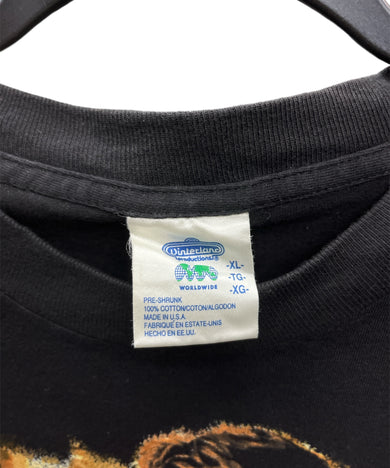 Winterland
Productions
WORLDWIDE
-XL-
-TG-
-XG-
PRE-SHRUNK
100% COTTON/COTON/ALGODON
MADE IN U.S.A.
FABRIQUÉ EN ESTATE-UNIS
HECHO EN EE.UU.